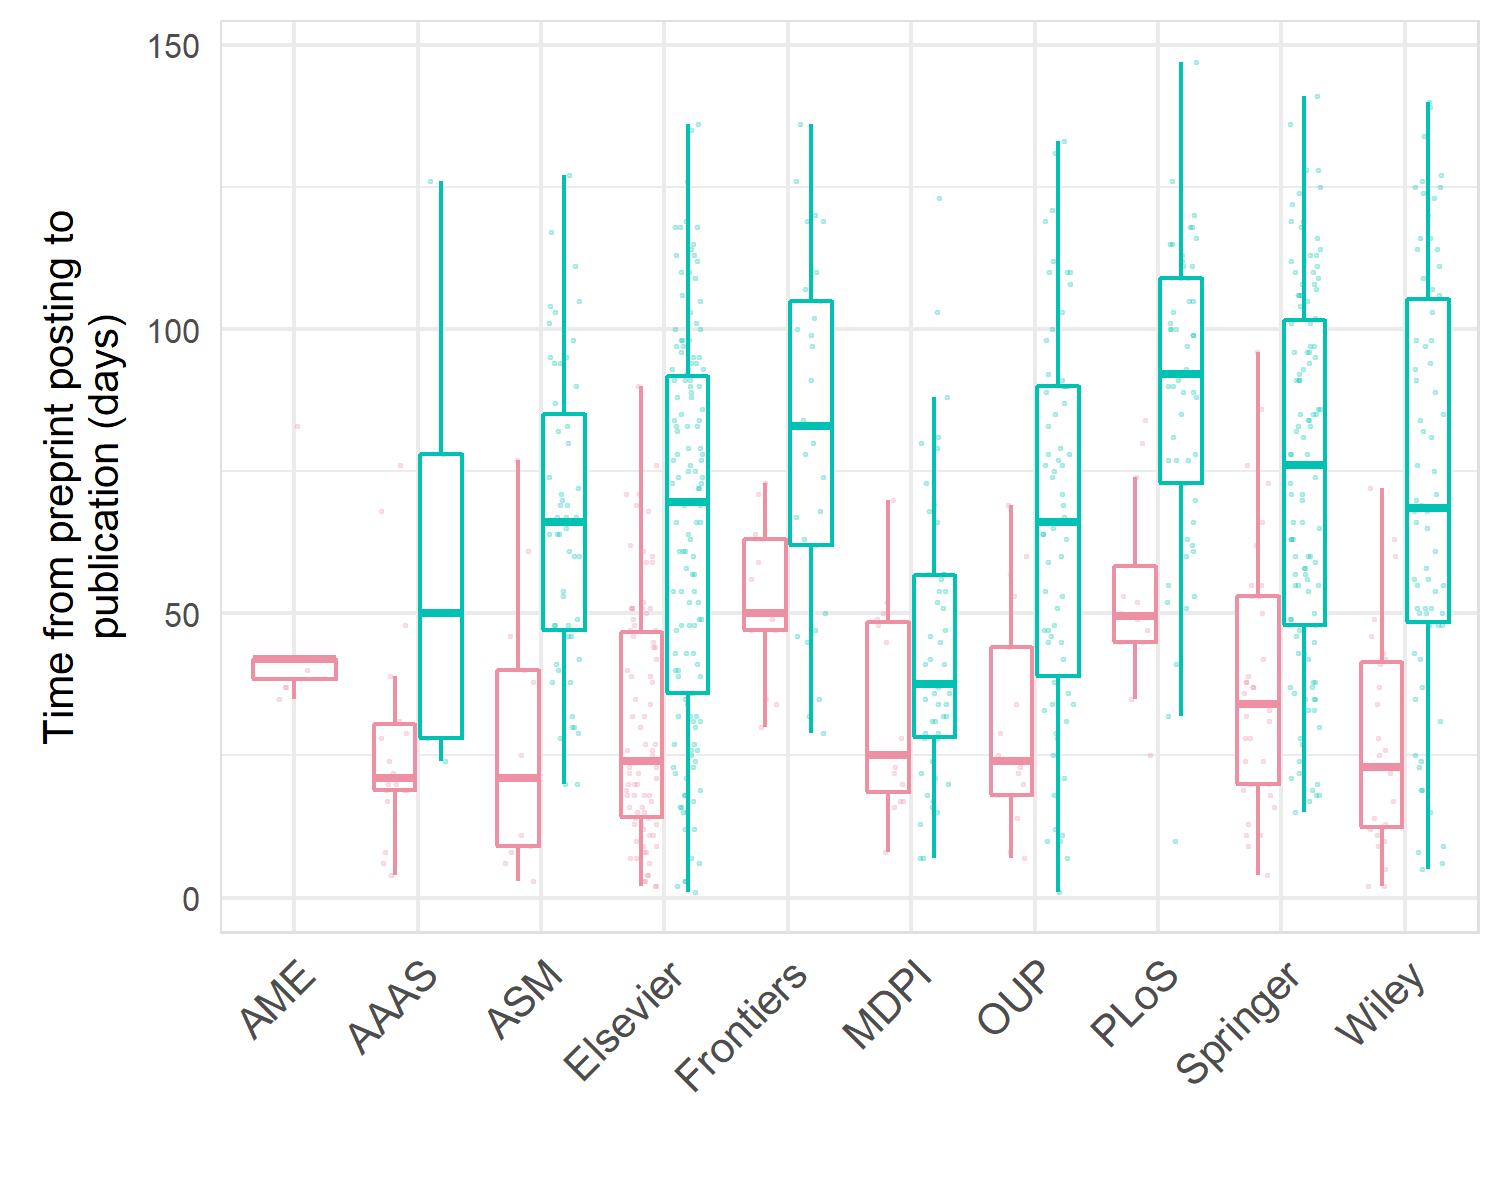 Time from preprint posting to
publication (days)
150
100
50
0
AME
AAAS
ASM
Elsevier
Frontiers
MDPI
OUP
PLoS
Springer
Wiley